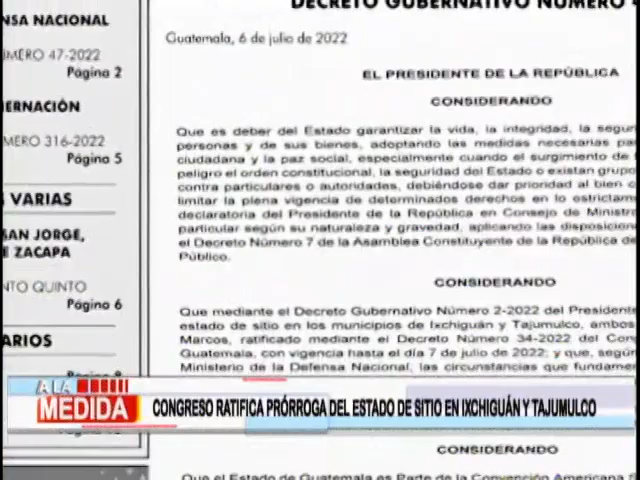 NSA NACIONAL
ÚMERO 47-2022
Página 2
ERNACIÓN
MERO 316-2022
Página 5
VARIAS
SAN JORGE,
E ZACAPA
NTO QUINTO
Página 6
ARIOS
DECRETO GUBERNATIVO NÚMERO
Guatemala, 6 de julio de 2022
EL PRESIDENTE DE LA REPÚBLICA
CONSIDERANDO
Que es deber del Estado garantizar la vida, la integridad, la segur
personas y de sus bienes, adoptando las medidas necesarias pa
ciudadana y la paz social, especialmente cuando el surgimiento de
peligro el orden constitucional, la seguridad del Estado o existan grupo
contra particulares o autoridades, debiéndose dar prioridad al bien
limitar la plena vigencia de determinados derechos en lo estrictam
declaratoria del Presidente de la República en Consejo de Ministr
particular según su naturaleza y gravedad, aplicando las disposicion
el Decreto Número 7 de la Asamblea Constituyente de la República de
Público.
CONSIDERANDO
Que mediante el Decreto Gubernativo Número 2-2022 del Presidente
estado de sitio en los municipios de Ixchiguán y Tajumulco, ambos
Marcos, ratificado mediante el Decreto Número 34-2022 del Con
Guatemala, con vigencia hasta el día 7 de julio de 2022; y que, según
Ministerio de la Defensa Nacional, las circunstancias que fundamen
A LA
MEDIDA
CONGRESO RATIFICA PRÓRROGA DEL ESTADO DE SITIO EN IXCHIGUÁN Y TAJUMULCO
CONSIDERANDO
Que el Estado de Guatemala es Parte de la Convención Americana